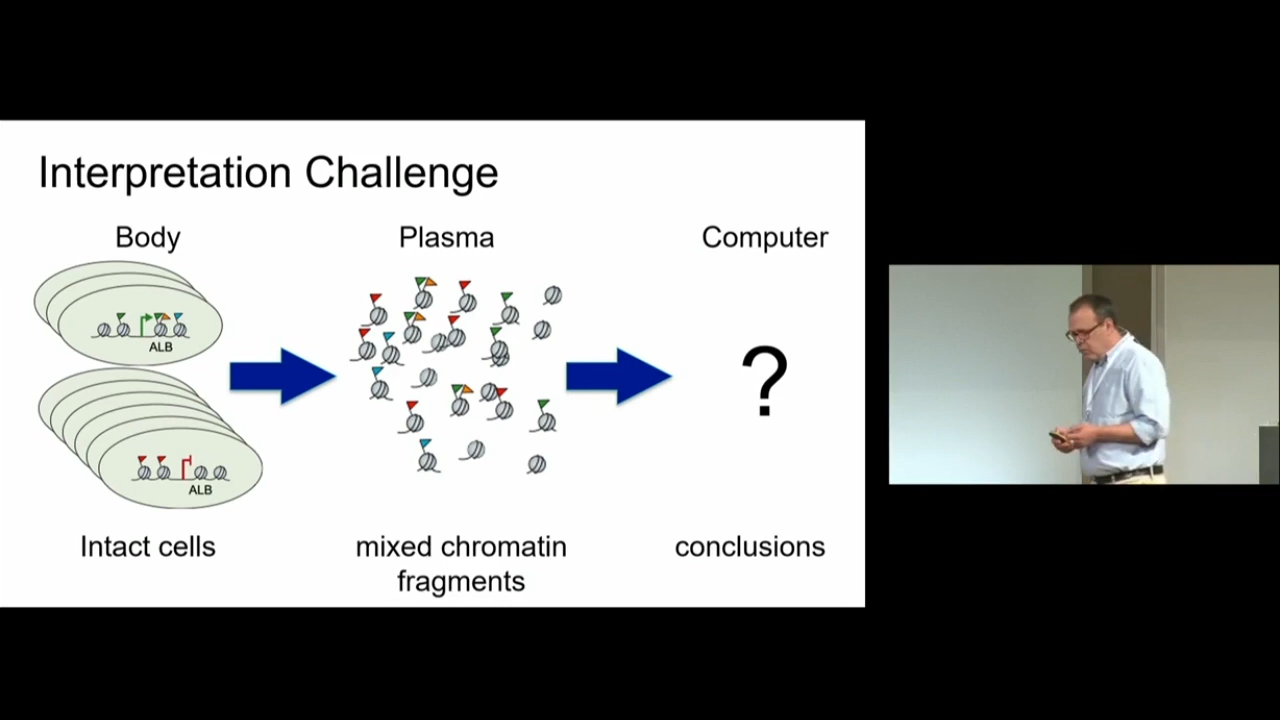 Interpretation Challenge
Body
Plasma
Computer
ALB
ALB
?
Intact cells
mixed chromatin
fragments
conclusions